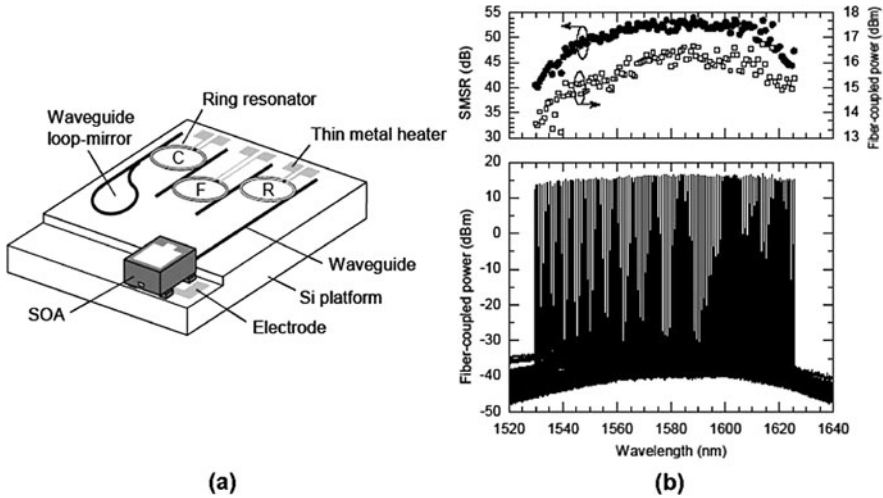 Ring resonator
Waveguide
loop-mirror
Thin metal heater
C
F
R
Waveguide
Si platform
Electrode
SOA
(a)
SMSR (dB)
55
50
45
40
35
30
18
17
16
15
14
13
Fiber-coupled power (dBm)
Fiber-coupled power (dBm)
20
10
0
-10
-20
-30
-40
-50
1520 1540 1560 1580 1600 1620 1640
Wavelength (nm)
(b)